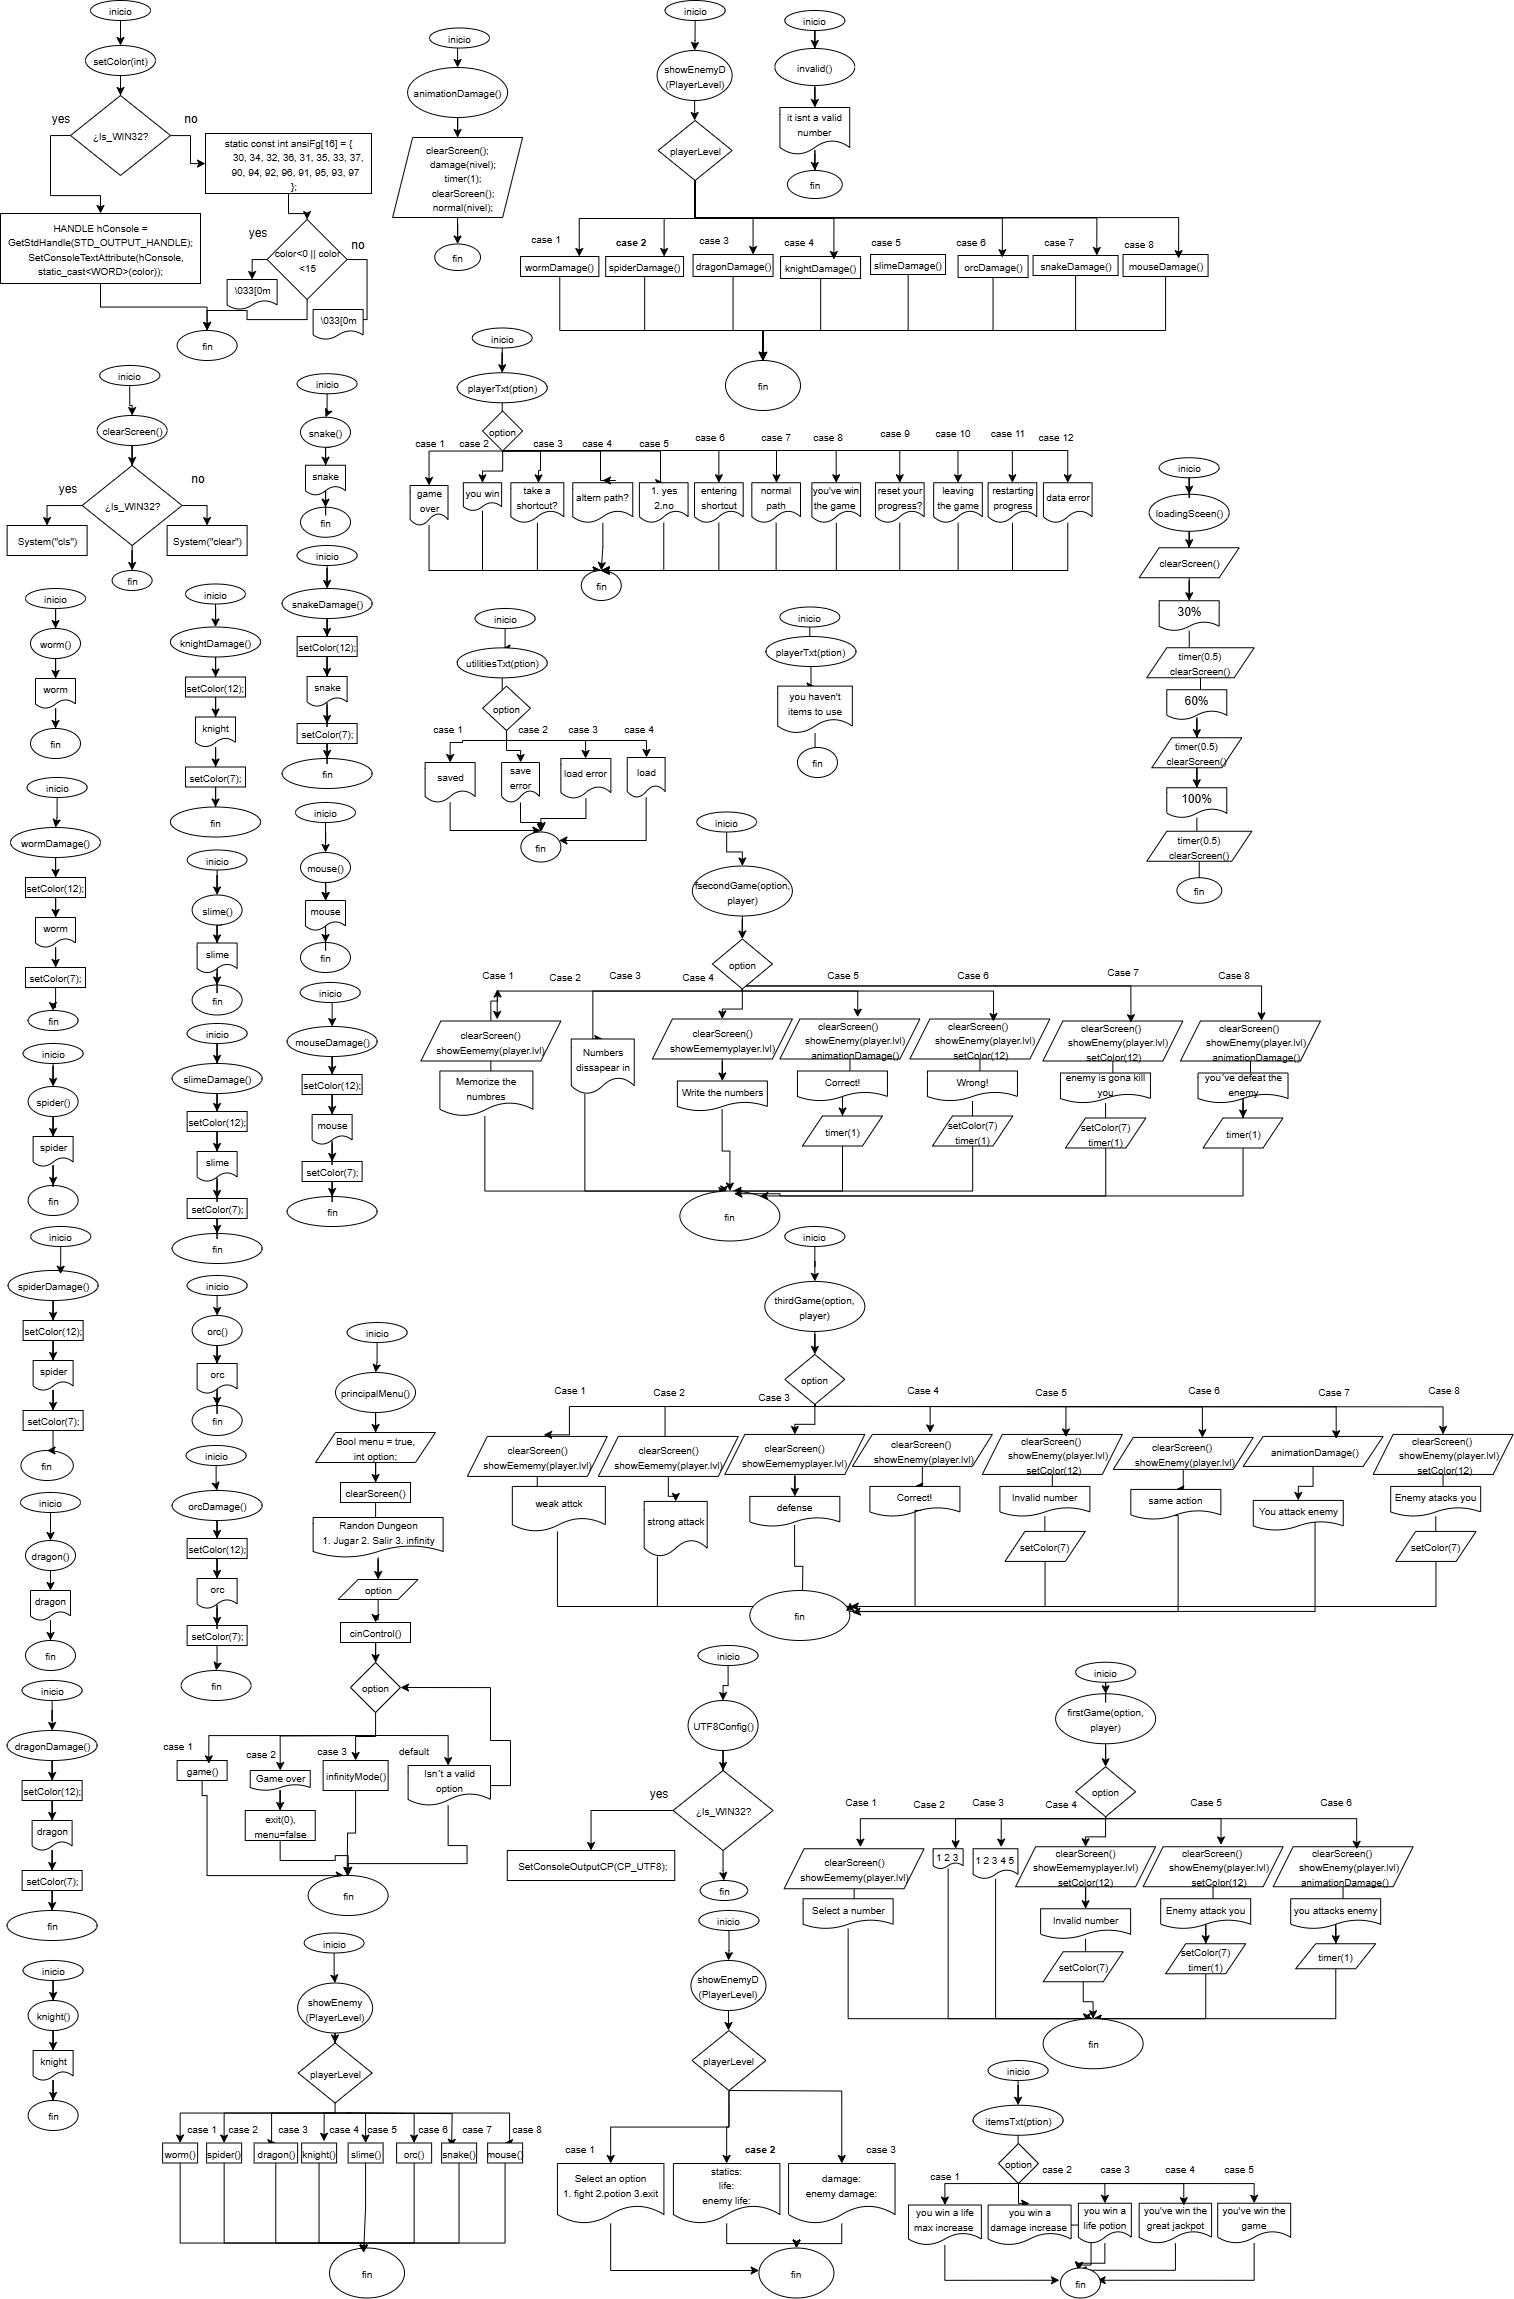 inicio
setColor(int)
¿Is_WIN32?
yes
no
static const int ansiFg[16] = {
30, 34, 32, 36, 31, 35, 33, 37,
90, 94, 92, 96, 91, 95, 93, 97
};
HANDLE hConsole =
GetStdHandle(STD_OUTPUT_HANDLE);
SetConsoleTextAttribute(hConsole,
static_cast<WORD>(color));
yes
no
color<0 || color
<15
\033[0m
\033[0m
fin
inicio
animationDamage()
clearScreen();
damage(nivel);
timer(1);
clearScreen();
normal(nivel);
fin
inicio
showEnemyD
(PlayerLevel)
playerLevel
case 1
case 2
case 3
case 4
case 5
case 6
case 7
case 8
wormDamage()
spiderDamage()
dragonDamage()
knightDamage()
slimeDamage()
orcDamage()
snakeDamage()
mouseDamage()
fin
inicio
invalid()
it isnt a valid
number
fin
inicio
clearScreen()
¿Is_WIN32?
yes
no
System("cls")
System("clear")
fin
inicio
snake()
snake
fin
inicio
playerTxt(ption)
option
case 1
case 2
case 3
case 4
case 5
case 6
case 7
case 8
case 9
case 10
case 11
case 12
game
over
you win
take a
shortcut?
altern path?
1. yes
2.no
entering
shortcut
normal
path
you've win
the game
reset your
progress?
leaving
the game
restarting
progress
data error
fin
inicio
loadingSceen()
clearScreen()
30%
timer(0.5)
clearScreen()
60%
timer(0.5)
clearScreen()
100%
timer(0.5)
clearScreen()
fin
inicio
worm()
worm
fin
inicio
knightDamage()
setColor(12);
knight
setColor(7);
fin
inicio
snakeDamage()
setColor(12);
snake
setColor(7);
fin
inicio
utilitiesTxt(ption)
option
case 1
case 2
case 3
case 4
saved
save
error
load error
load
fin
inicio
playerTxt(ption)
you haven't
items to use
fin
inicio
wormDamage()
setColor(12);
worm
setColor(7);
fin
inicio
slime()
slime
fin
inicio
mouse()
mouse
fin
inicio
fsecondGame(option,
player)
option
Case 1
Case 2
Case 3
Case 4
Case 5
Case 6
Case 7
Case 8
clearScreen()
showEememy(player.lvl)
Memorize the
numbres
Numbers
dissapear in
clearScreen()
showEememyplayer.lvl)
Write the numbers
clearScreen()
showEnemy(player.lvl)
animationDamage()
Correct!
timer(1)
clearScreen()
showEnemy(player.lvl)
setColor(12)
Wrong!
setColor(7)
timer(1)
clearScreen()
showEnemy(player.lvl)
setColor(12)
enemy is gona kill
you
setColor(7)
timer(1)
clearScreen()
showEnemy(player.lvl)
animationDamage()
you´ve defeat the
enemy
timer(1)
fin
inicio
spider()
spider
fin
inicio
slimeDamage()
setColor(12);
slime
setColor(7);
fin
inicio
mouseDamage()
setColor(12);
mouse
setColor(7);
fin
inicio
spiderDamage()
setColor(12);
spider
setColor(7);
fin
inicio
orc()
orc
fin
inicio
thirdGame(option,
player)
option
Case 1
Case 2
Case 3
Case 4
Case 5
Case 6
Case 7
Case 8
clearScreen()
showEememy(player.lvl)
weak attck
clearScreen()
showEememy(player.lvl)
strong attack
clearScreen()
showEememyplayer.lvl)
defense
clearScreen()
showEnemy(player.lvl)
Correct!
clearScreen()
showEnemy(player.lvl)
setColor(12)
Invalid number
setColor(7)
clearScreen()
showEnemy(player.lvl)
same action
animationDamage()
You attack enemy
clearScreen()
showEnemy(player.lvl)
setColor(12)
Enemy atacks you
setColor(7)
fin
inicio
principalMenu()
Bool menu = true,
int option;
clearScreen()
Randon Dungeon
1. Jugar 2. Salir 3. infinity
option
cinControl()
option
case 1
case 2
case 3
default
game()
Game over
exit(0),
menu=false
infinityMode()
Isn´t a valid
option
fin
inicio
orcDamage()
setColor(12);
orc
setColor(7);
fin
inicio
dragon()
dragon
fin
inicio
dragonDamage()
setColor(12);
dragon
setColor(7);
fin
inicio
UTF8Config()
¿Is_WIN32?
yes
SetConsoleOutputCP(CP_UTF8);
fin
inicio
firstGame(option,
player)
option
Case 1
Case 2
Case 3
Case 4
Case 5
Case 6
clearScreen()
showEememy(player.lvl)
Select a number
1 2 3
1 2 3 4 5
clearScreen()
showEememyplayer.lvl)
setColor(12)
Invalid number
setColor(7)
clearScreen()
showEnemy(player.lvl)
setColor(12)
Enemy attack you
setColor(7)
timer(1)
clearScreen()
showEnemy(player.lvl)
animationDamage()
you attacks enemy
timer(1)
fin
inicio
knight()
knight
fin
inicio
showEnemy
(PlayerLevel)
playerLevel
case 1
case 2
case 3
case 4
case 5
case 6
case 7
case 8
worm()
spider()
dragon()
knight()
slime()
orc()
snake()
mouse()
fin
inicio
showEnemyD
(PlayerLevel)
playerLevel
case 1
case 2
case 3
Select an option
1. fight 2.potion 3.exit
statics:
life:
enemy life:
damage:
enemy damage:
fin
inicio
itemsTxt(ption)
option
case 1
case 2
case 3
case 4
case 5
you win a life
max increase
you win a
damage increase
you win a
life potion
you've win the
great jackpot
you've win the
game
fin